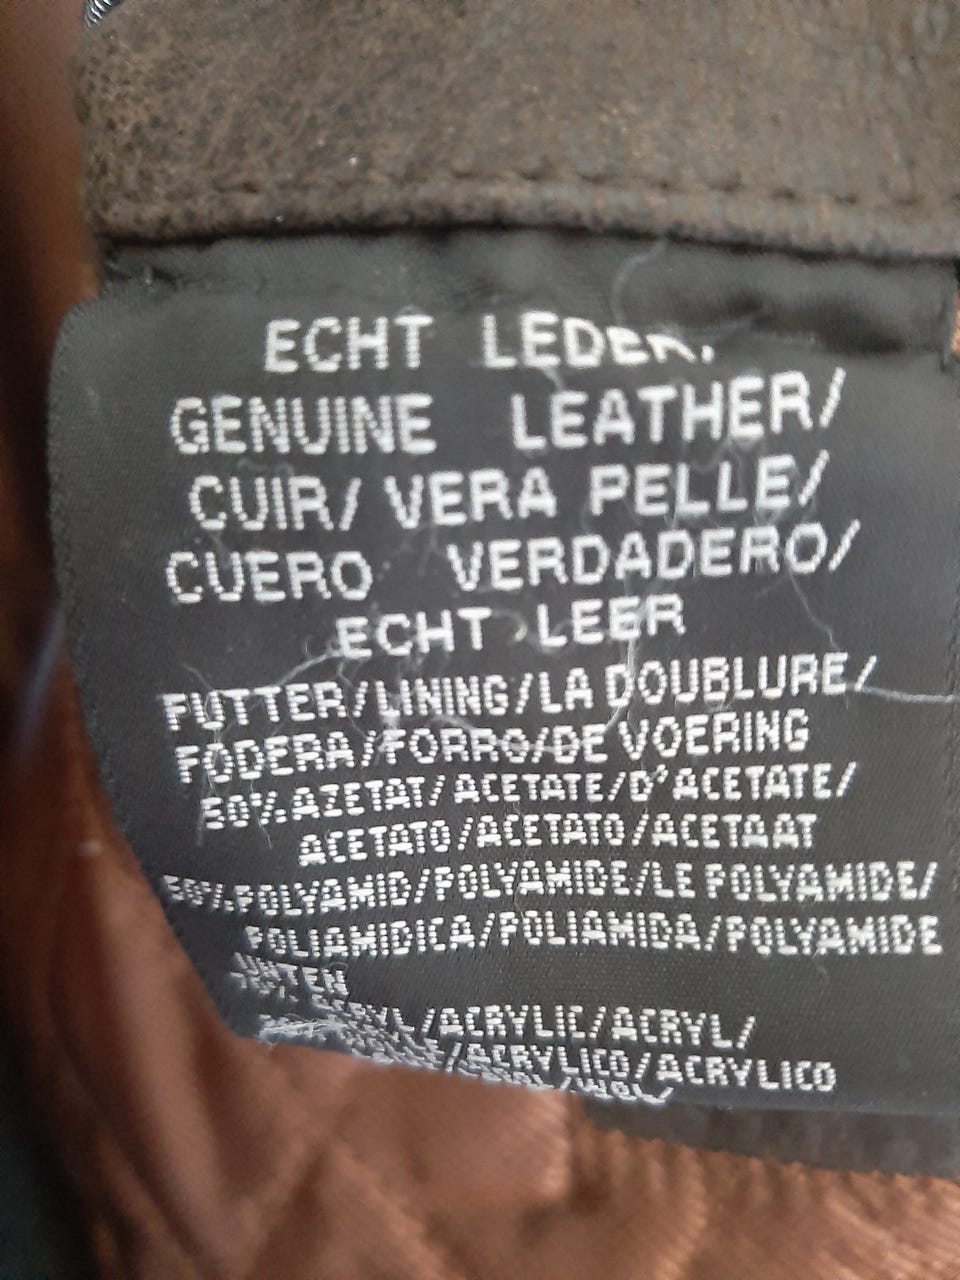 ECHT LEDER/
GENUINE LEATHER/
CUIR/ VERA PELLE/
CUERO VERDADERO/
ECHT LEER
FUTTER/LINING/LA DOUBLURE/
FODERA/FORRO/DE VOERING
50%AZETAT/ACETATE/D'ACETATE/
ACETATO/ACETATO/ACETAAT
50%POLYAMID/POLYAMIDE/LE POLYAMIDE/
POLIAMIDICA/POLIAMIDA/POLYAMIDE
UNTEN
/ACRYLIC/ACRYL/
/ACRYLICO/ACRYLICO